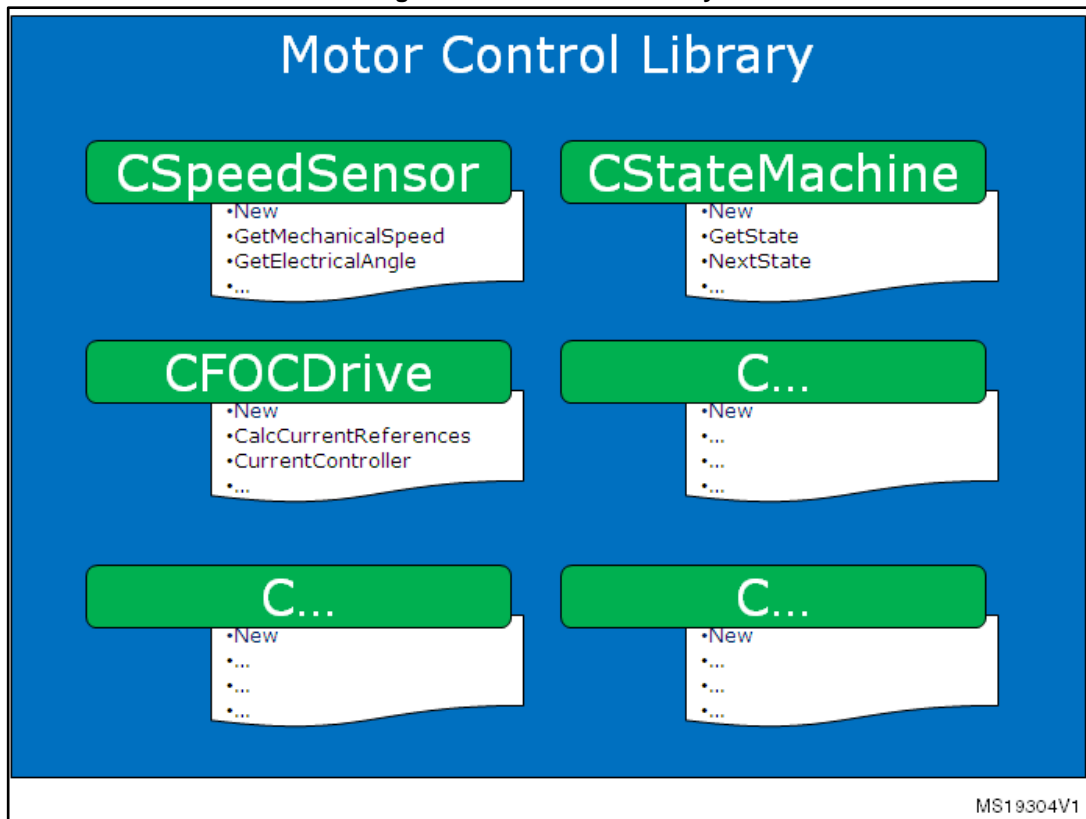 Motor Control Library
CSpeedSensor
•New
•GetMechanicalSpeed
•GetElectricalAngle
•...
CStateMachine
•New
•GetState
•NextState
•...
CFOCDrive
•New
•CalcCurrentReferences
•CurrentController
•...
C...
•New
•...
•...
•...
C...
•New
•...
•...
•...
C...
•New
•...
•...
•...
MS19304V1